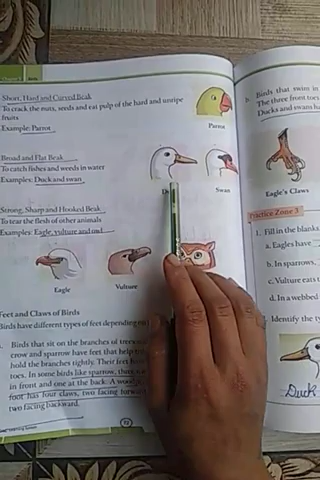 Short, Hard and Curved Beak
To crack the nuts, seeds and eat pulp of the hard and unripe
fruits
Example: Parrot
Parrot
Broad and Flat Beak
To catch fishes and weeds in water
Examples: Duck and swan
Swan
Strong, Sharp and Hooked Beak
To tear the flesh of other animals
Examples: Eagle, vulture and owl
Eagle
Vulture
Feet and Claws of Birds
Birds have different types of feet depending
Birds that sit on the branches of trees
crow and sparrow have feet that help
hold the branches tightly. Their feet
toes. In some birds like sparrow, three
in front and one at the back. A
foot has four claws, two facing
two facing backward.
72
b. Birds that swim in
The three front toes
Ducks and swans
Eagle's Claws
Practice Zone 3
1. Fill in the blanks
a. Eagles have
b. In sparrows,
c. Vulture eats
d. In a webbed
2. Identify the
Duck